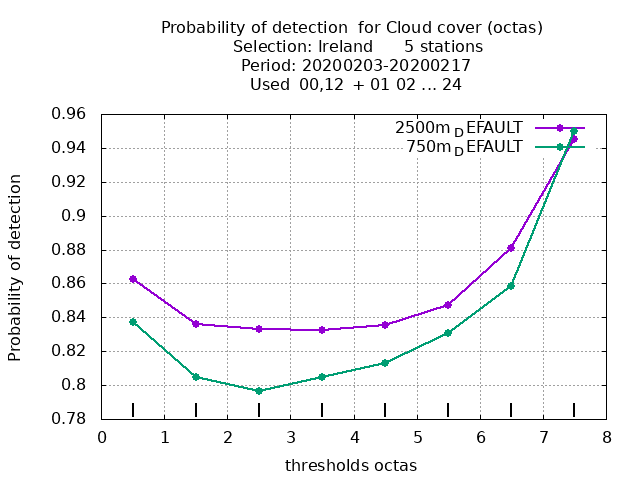 Probability of detection  for Cloud cover (octas)
Selection: Ireland      5 stations
Period: 20200203-20200217
Used  00,12  + 01 02 ... 24
0.96
0.94
0.92
0.9
0.88
0.86
0.84
0.82
0.8
0.78
Probability of detection
2500m_DEFAULT
750m_DEFAULT
0 1 2 3 4 5 6 7 8
thresholds octas